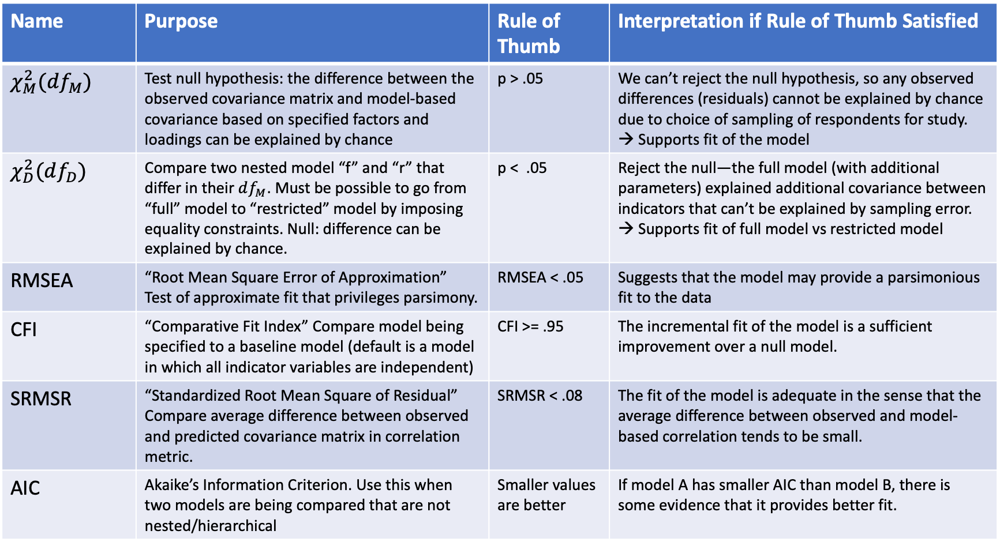 Name
Purpose
Rule of
Thumb
Interpretation if Rule of Thumb Satisfied
χ²_M(df_M)
Test null hypothesis: the difference between the
observed covariance matrix and model-based
covariance based on specified factors and
loadings can be explained by chance
p > .05
We can’t reject the null hypothesis, so any observed
differences (residuals) cannot be explained by chance
due to choice of sampling of respondents for study.
→ Supports fit of the model
χ²_D(df_D)
Compare two nested model “f” and “r” that
differ in their df_M. Must be possible to go from
“full” model to “restricted” model by imposing
equality constraints. Null: difference can be
explained by chance.
p < .05
Reject the null—the full model (with additional
parameters) explained additional covariance between
indicators that can’t be explained by sampling error.
→ Supports fit of full model vs restricted model
RMSEA
“Root Mean Square Error of Approximation”
Test of approximate fit that privileges parsimony.
RMSEA < .05
Suggests that the model may provide a parsimonious
fit to the data
CFI
“Comparative Fit Index” Compare model being
specified to a baseline model (default is a model
in which all indicator variables are independent)
CFI >= .95
The incremental fit of the model is a sufficient
improvement over a null model.
SRMSR
“Standardized Root Mean Square of Residual”
Compare average difference between observed
and predicted covariance matrix in correlation
metric.
SRMSR < .08
The fit of the model is adequate in the sense that the
average difference between observed and model-
based correlation tends to be small.
AIC
Akaike’s Information Criterion. Use this when
two models are being compared that are not
nested/hierarchical
Smaller values
are better
If model A has smaller AIC than model B, there is
some evidence that it provides better fit.